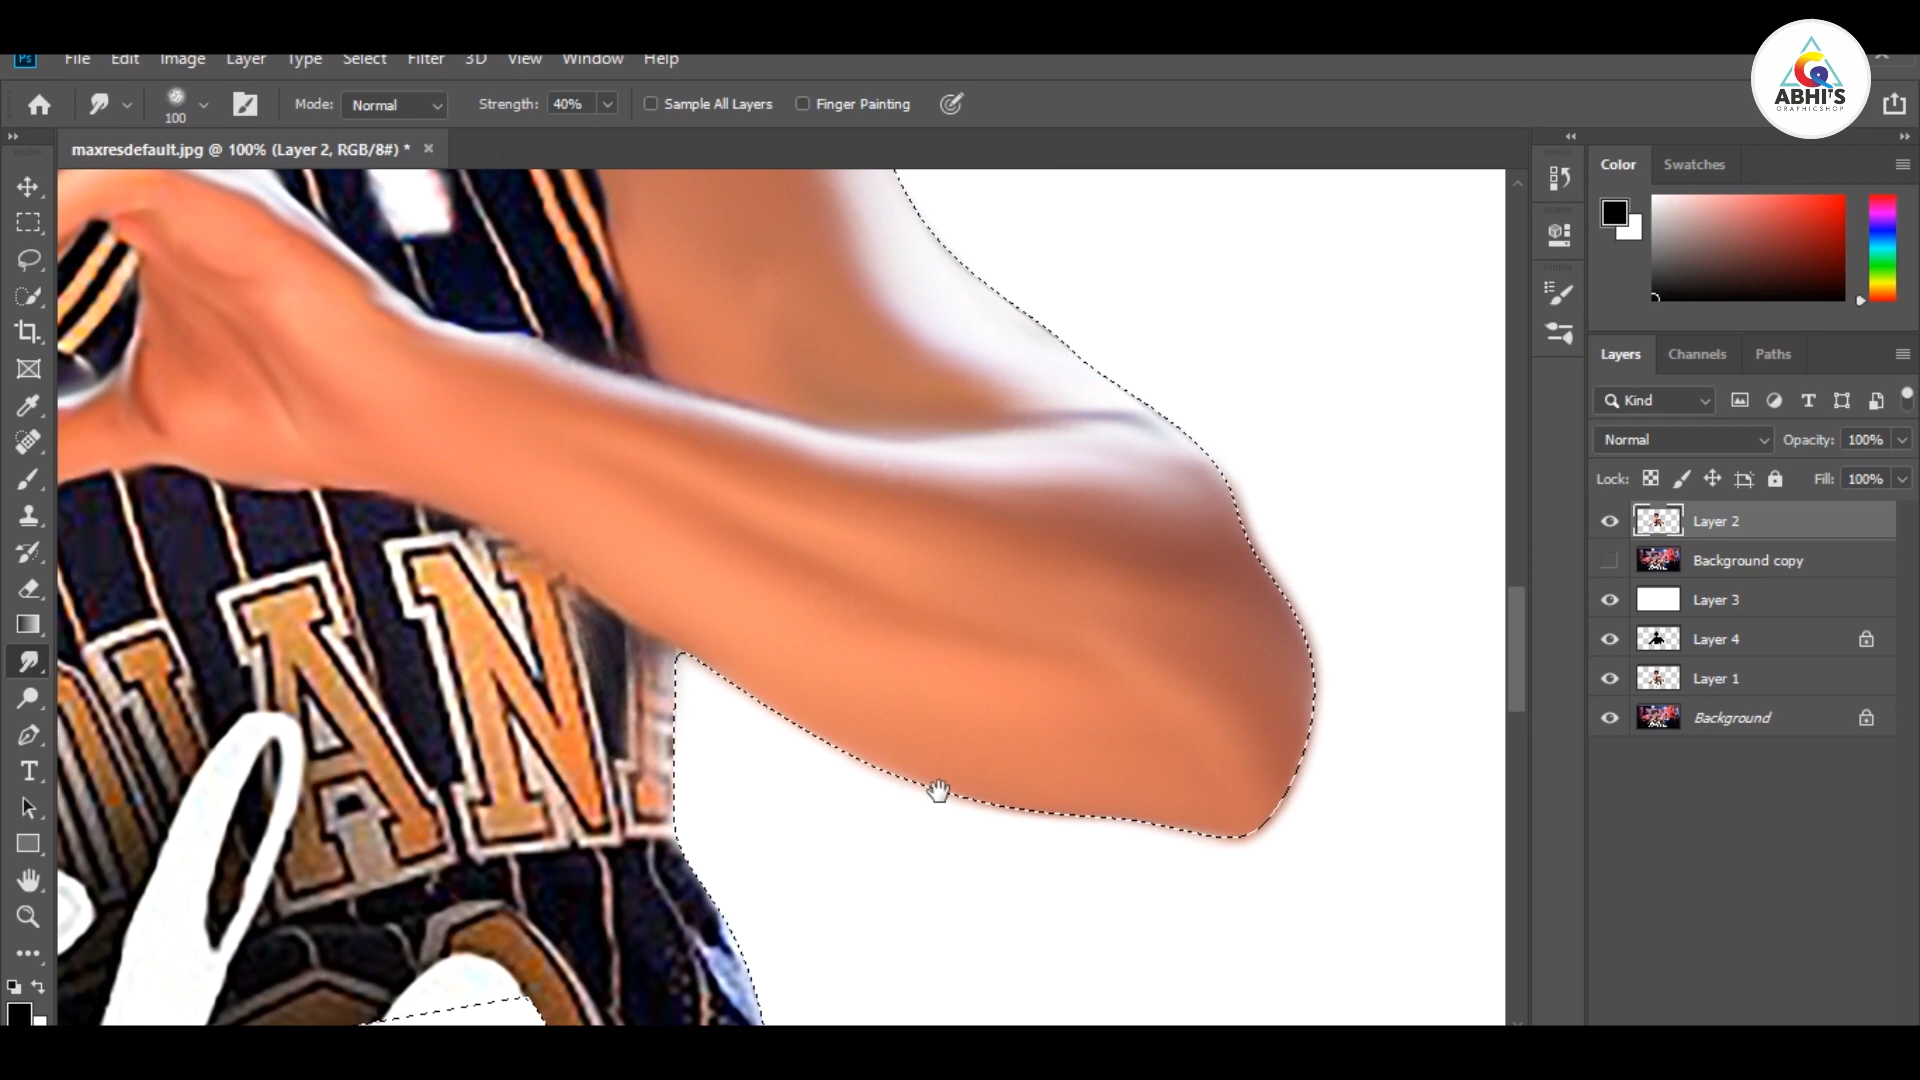 Ps File Edit Image Layer Type Select Filter 3D View Window Help
ABHI'S
GRAPHICSHOP
100 Mode: Normal Strength: 40% Sample All Layers Finger Painting
maxresdefault.jpg @ 100% (Layer 2, RGB/8#) *
Color Swatches
Layers Channels Paths
Kind
Normal Opacity: 100%
Lock: Fill: 100%
Layer 2
Background copy
Layer 3
Layer 4
Layer 1
Background
AN